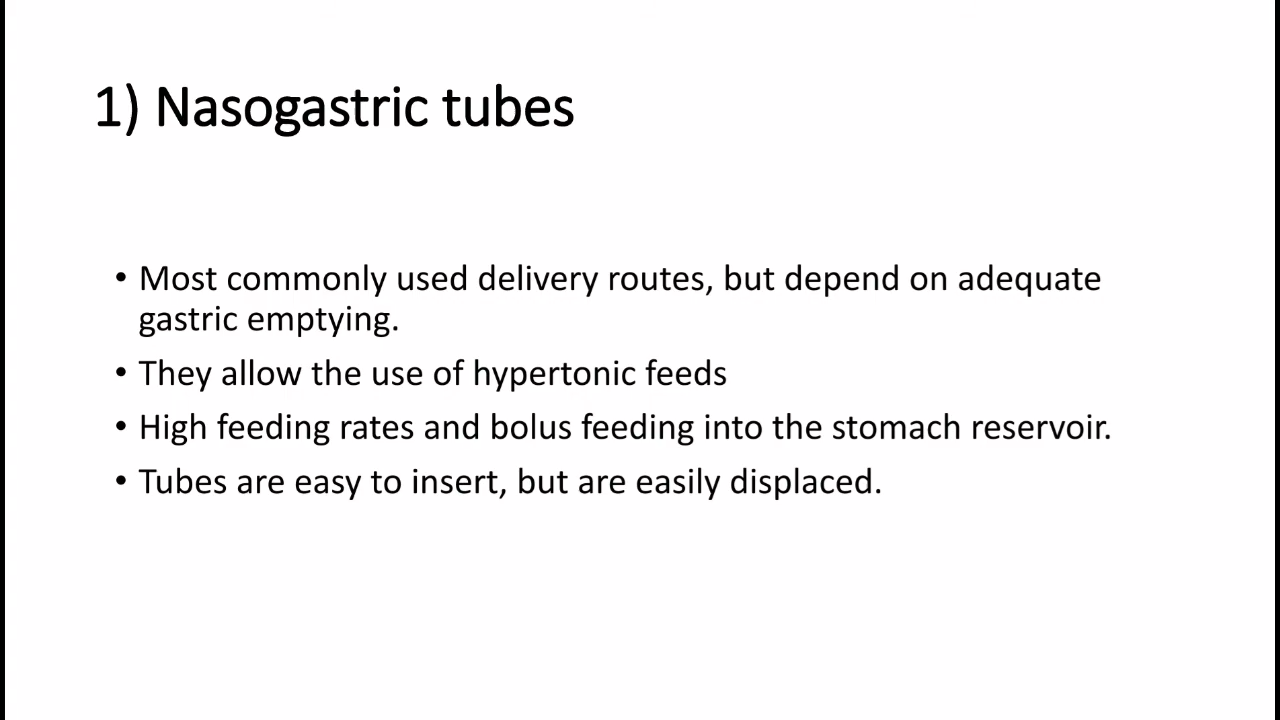 1) Nasogastric tubes
• Most commonly used delivery routes, but depend on adequate
gastric emptying.
• They allow the use of hypertonic feeds
• High feeding rates and bolus feeding into the stomach reservoir.
• Tubes are easy to insert, but are easily displaced.